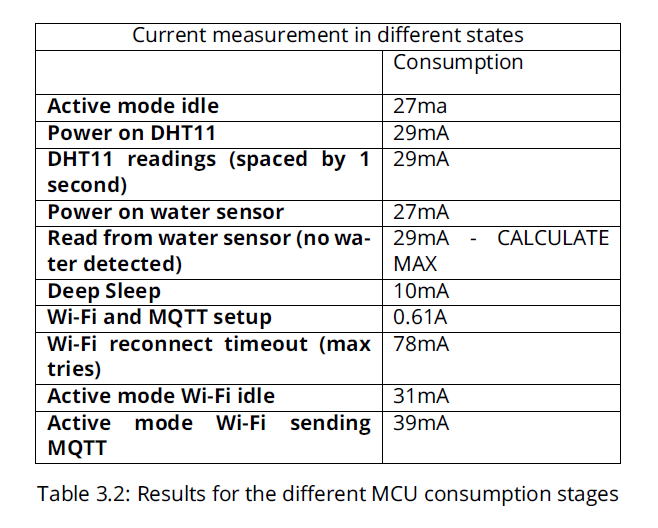 Current measurement in different states
Consumption
Active mode idle
27ma
Power on DHT11
29mA
DHT11 readings (spaced by 1
second)
29mA
Power on water sensor
27mA
Read from water sensor (no wa-
ter detected)
29mA - CALCULATE
MAX
Deep Sleep
10mA
Wi-Fi and MQTT setup
0.61A
Wi-Fi reconnect timeout (max
tries)
78mA
Active mode Wi-Fi idle
31mA
Active mode Wi-Fi sending
MQTT
39mA
Table 3.2: Results for the different MCU consumption stages